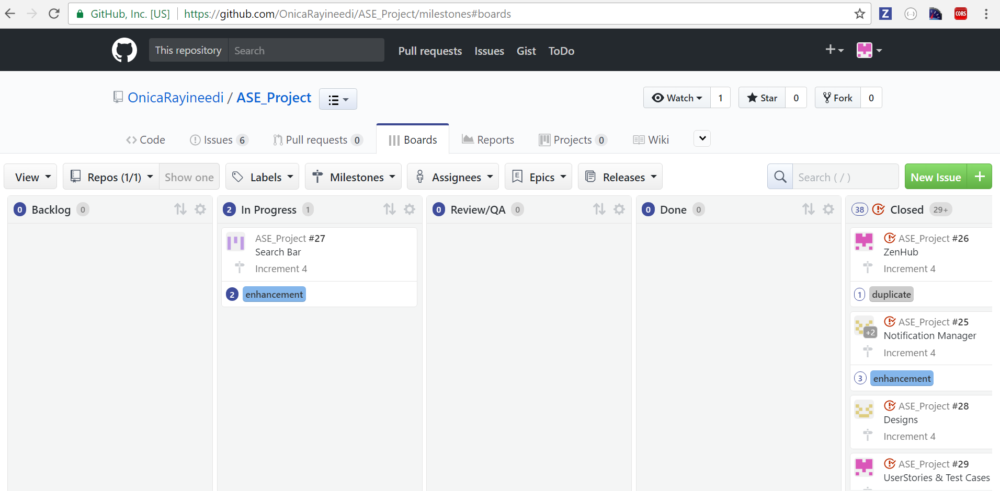 GitHub, Inc. [US] https://github.com/OnicaRayineedi/ASE_Project/milestones#boards
Z {...} CORS
This repository Search Pull requests Issues Gist ToDo
OnicaRayineedi / ASE_Project
Watch 1 Star 0 Fork 0
Code Issues 6 Pull requests 0 Boards Reports Projects 0 Wiki
View Repos (1/1) Show one Labels Milestones Assignees E Epics Releases Search ( / ) New Issue +
0 Backlog 0
2 In Progress 1
0 Review/QA 0
0 Done 0
38 Closed 29+
ASE_Project #27
Search Bar
Increment 4
2 enhancement
ASE_Project #26
ZenHub
Increment 4
1 duplicate
ASE_Project #25
+2 Notification Manager
Increment 4
3 enhancement
ASE_Project #28
Designs
Increment 4
ASE_Project #29
UserStories & Test Cases